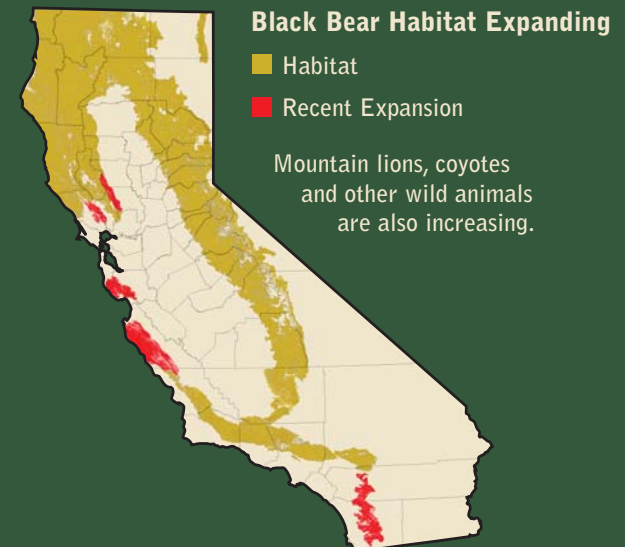 Black Bear Habitat Expanding
Habitat
Recent Expansion
Mountain lions, coyotes
and other wild animals
are also increasing.